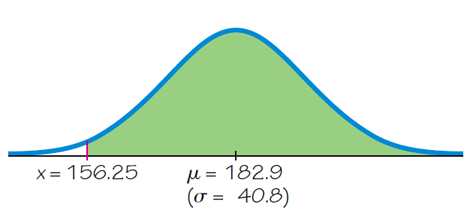 x = 156.25 μ = 182.9
(σ = 40.8)